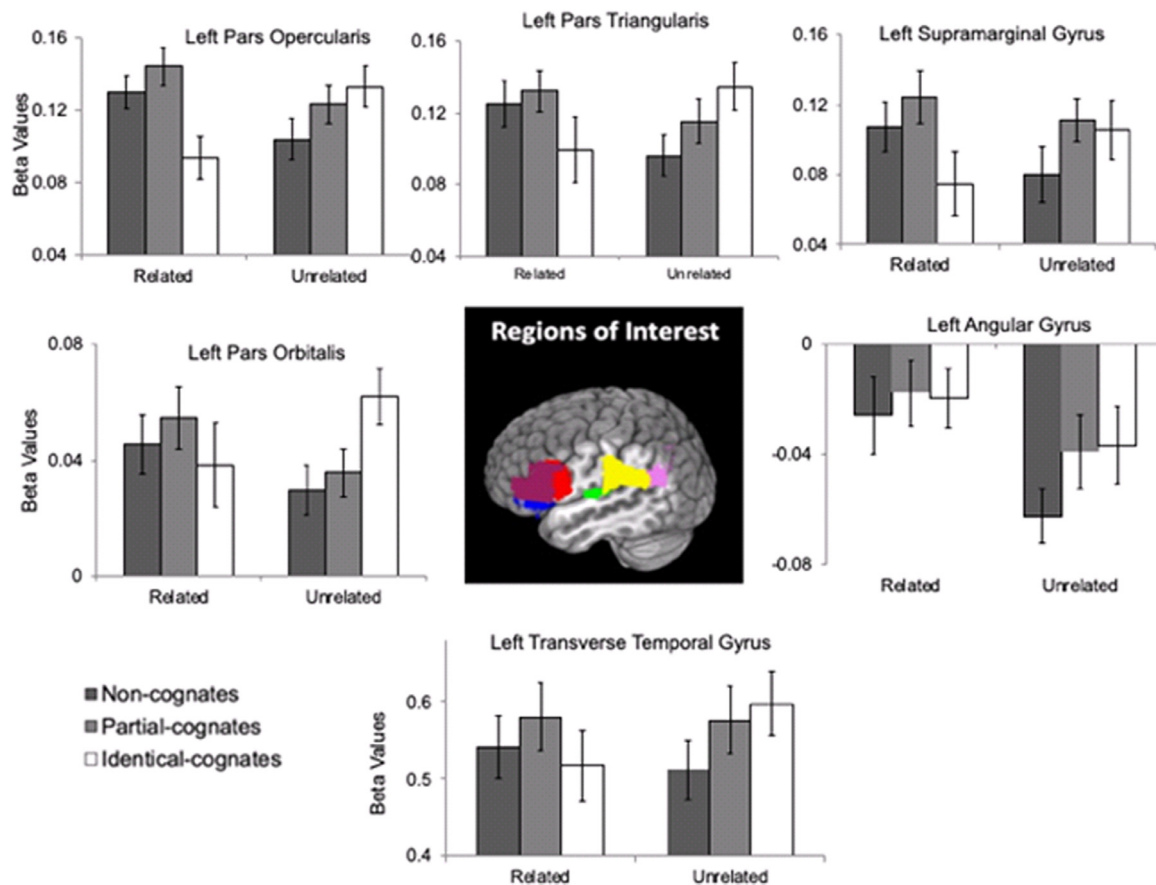 Left Pars Opercularis
0.16
0.12
0.08
0.04
Beta Values
Related
Unrelated
Left Pars Triangularis
0.16
0.12
0.08
0.04
Related
Unrelated
Left Supramarginal Gyrus
0.16
0.12
0.08
0.04
Related
Unrelated
Left Pars Orbitalis
0.08
0.04
0
Beta Values
Related
Unrelated
Regions of Interest
Left Angular Gyrus
0
-0.04
-0.08
Related
Unrelated
Non-cognates
Partial-cognates
Identical-cognates
Left Transverse Temporal Gyrus
0.6
0.5
0.4
Beta Values
Related
Unrelated